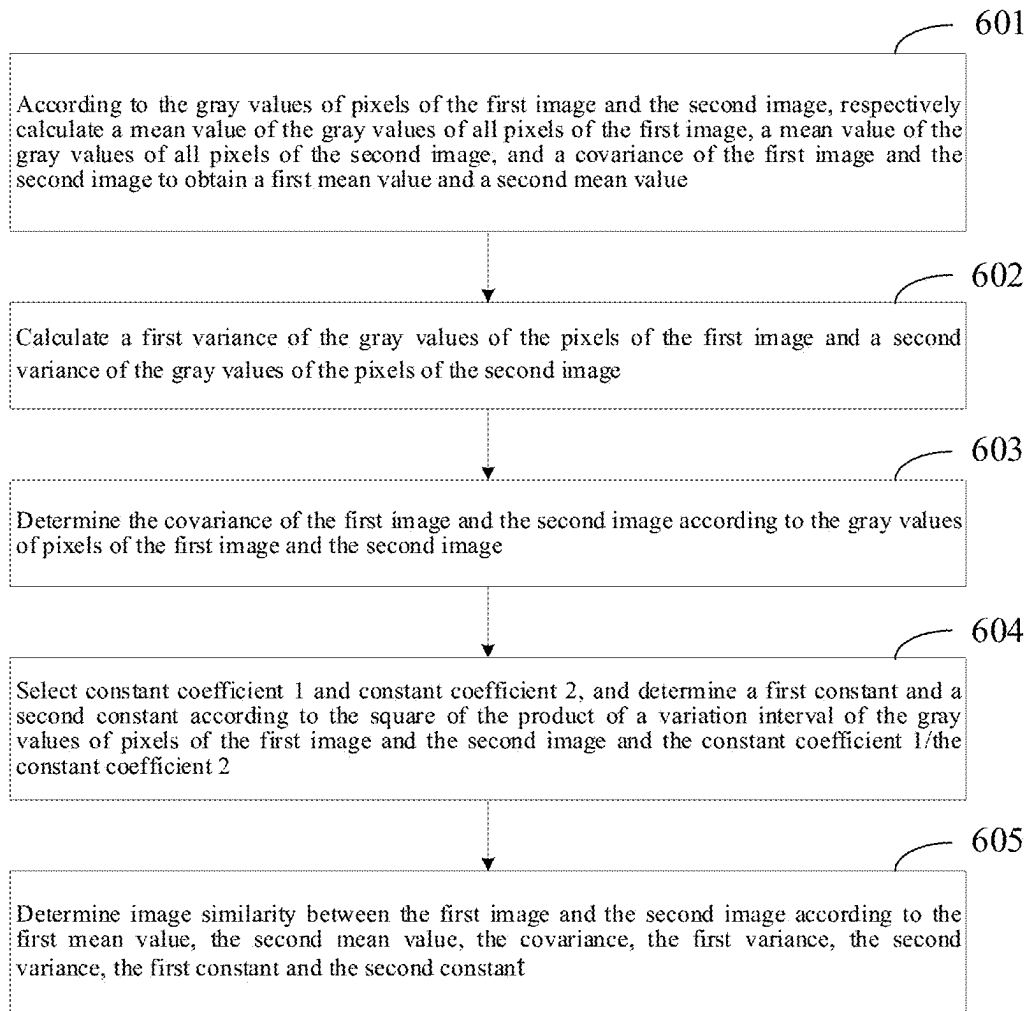 601
According to the gray values of pixels of the first image and the second image, respectively
calculate a mean value of the gray values of all pixels of the first image, a mean value of the
gray values of all pixels of the second image, and a covariance of the first image and the
second image to obtain a first mean value and a second mean value
602
Calculate a first variance of the gray values of the pixels of the first image and a second
variance of the gray values of the pixels of the second image
603
Determine the covariance of the first image and the second image according to the gray values
of pixels of the first image and the second image
604
Select constant coefficient 1 and constant coefficient 2, and determine a first constant and a
second constant according to the square of the product of a variation interval of the gray
values of pixels of the first image and the second image and the constant coefficient 1/the
constant coefficient 2
605
Determine image similarity between the first image and the second image according to the
first mean value, the second mean value, the covariance, the first variance, the second
variance, the first constant and the second constant